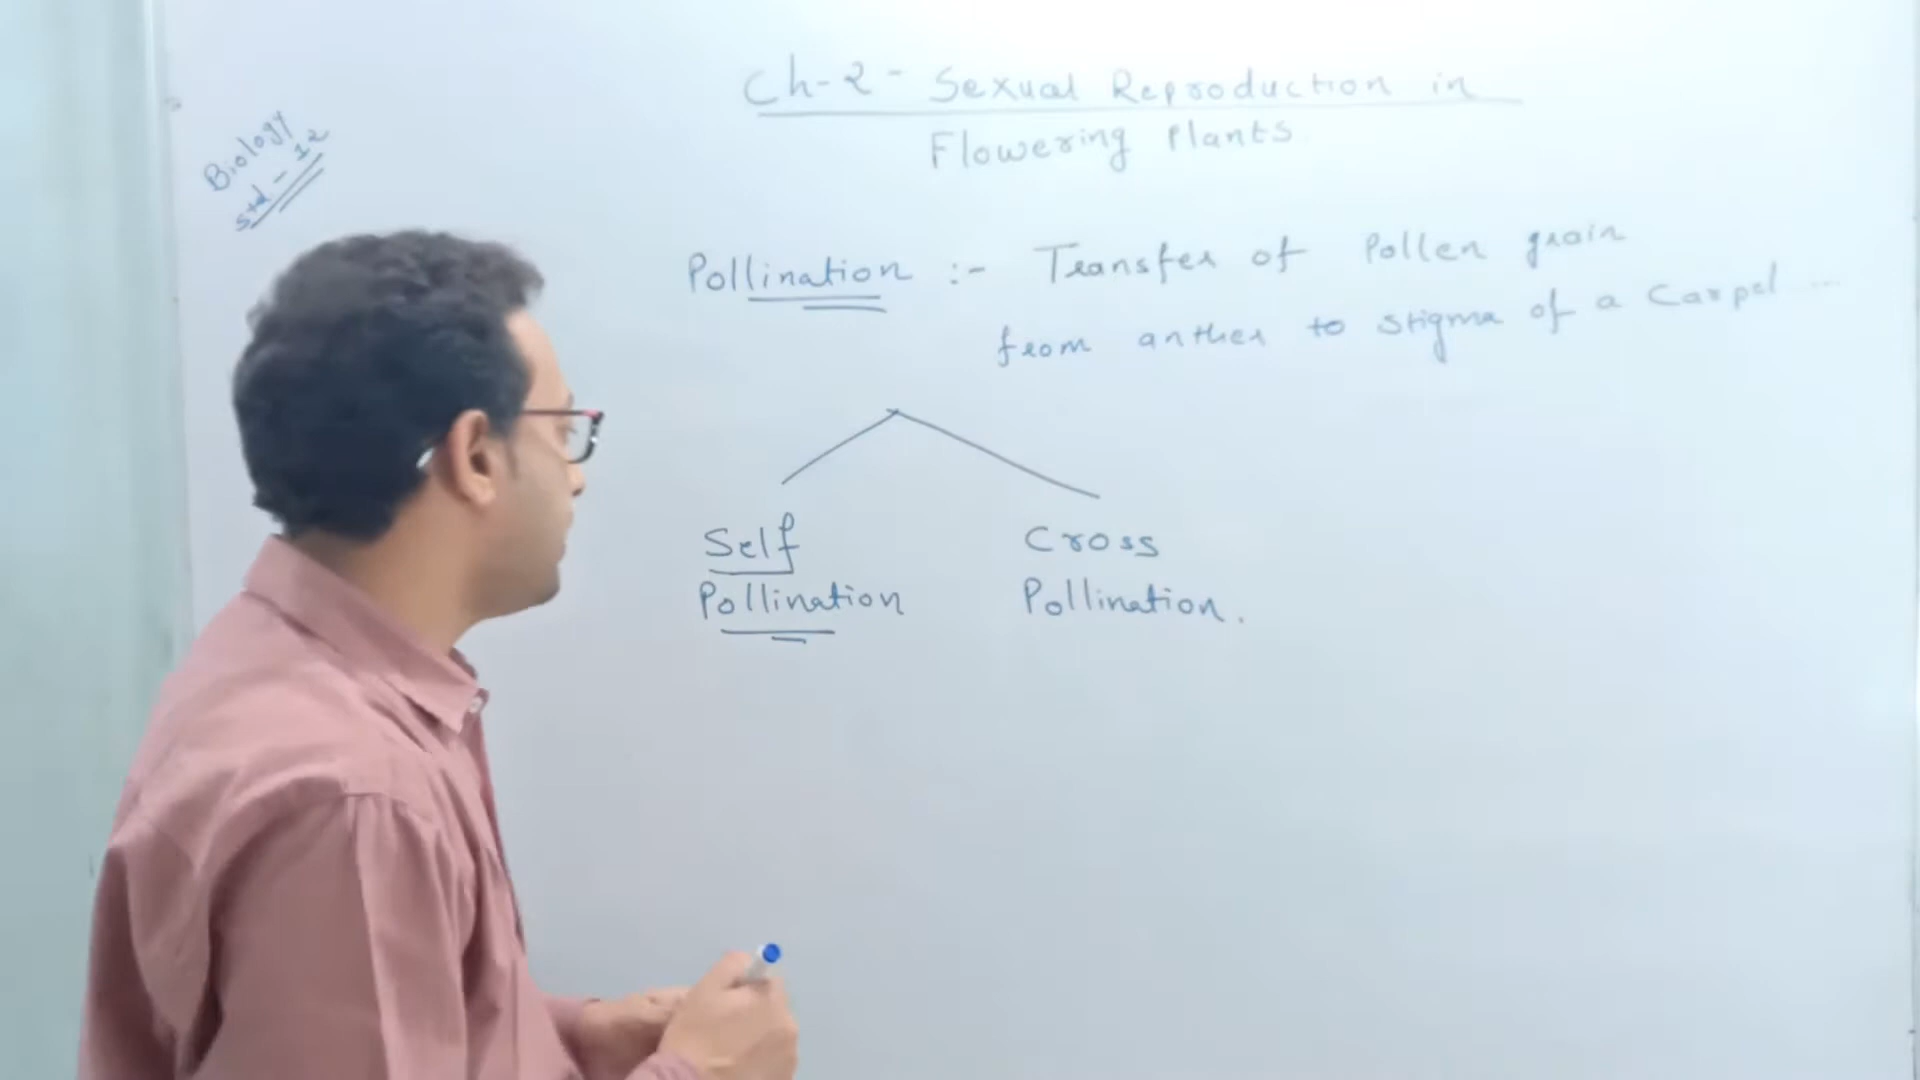 Ch-2- Sexual Reproduction in
Flowering Plants
Biology
Std - 12
Pollination :- Transfer of Pollen grain
from anther to stigma of a Carpel ...
Self
Pollination
Cross
Pollination.